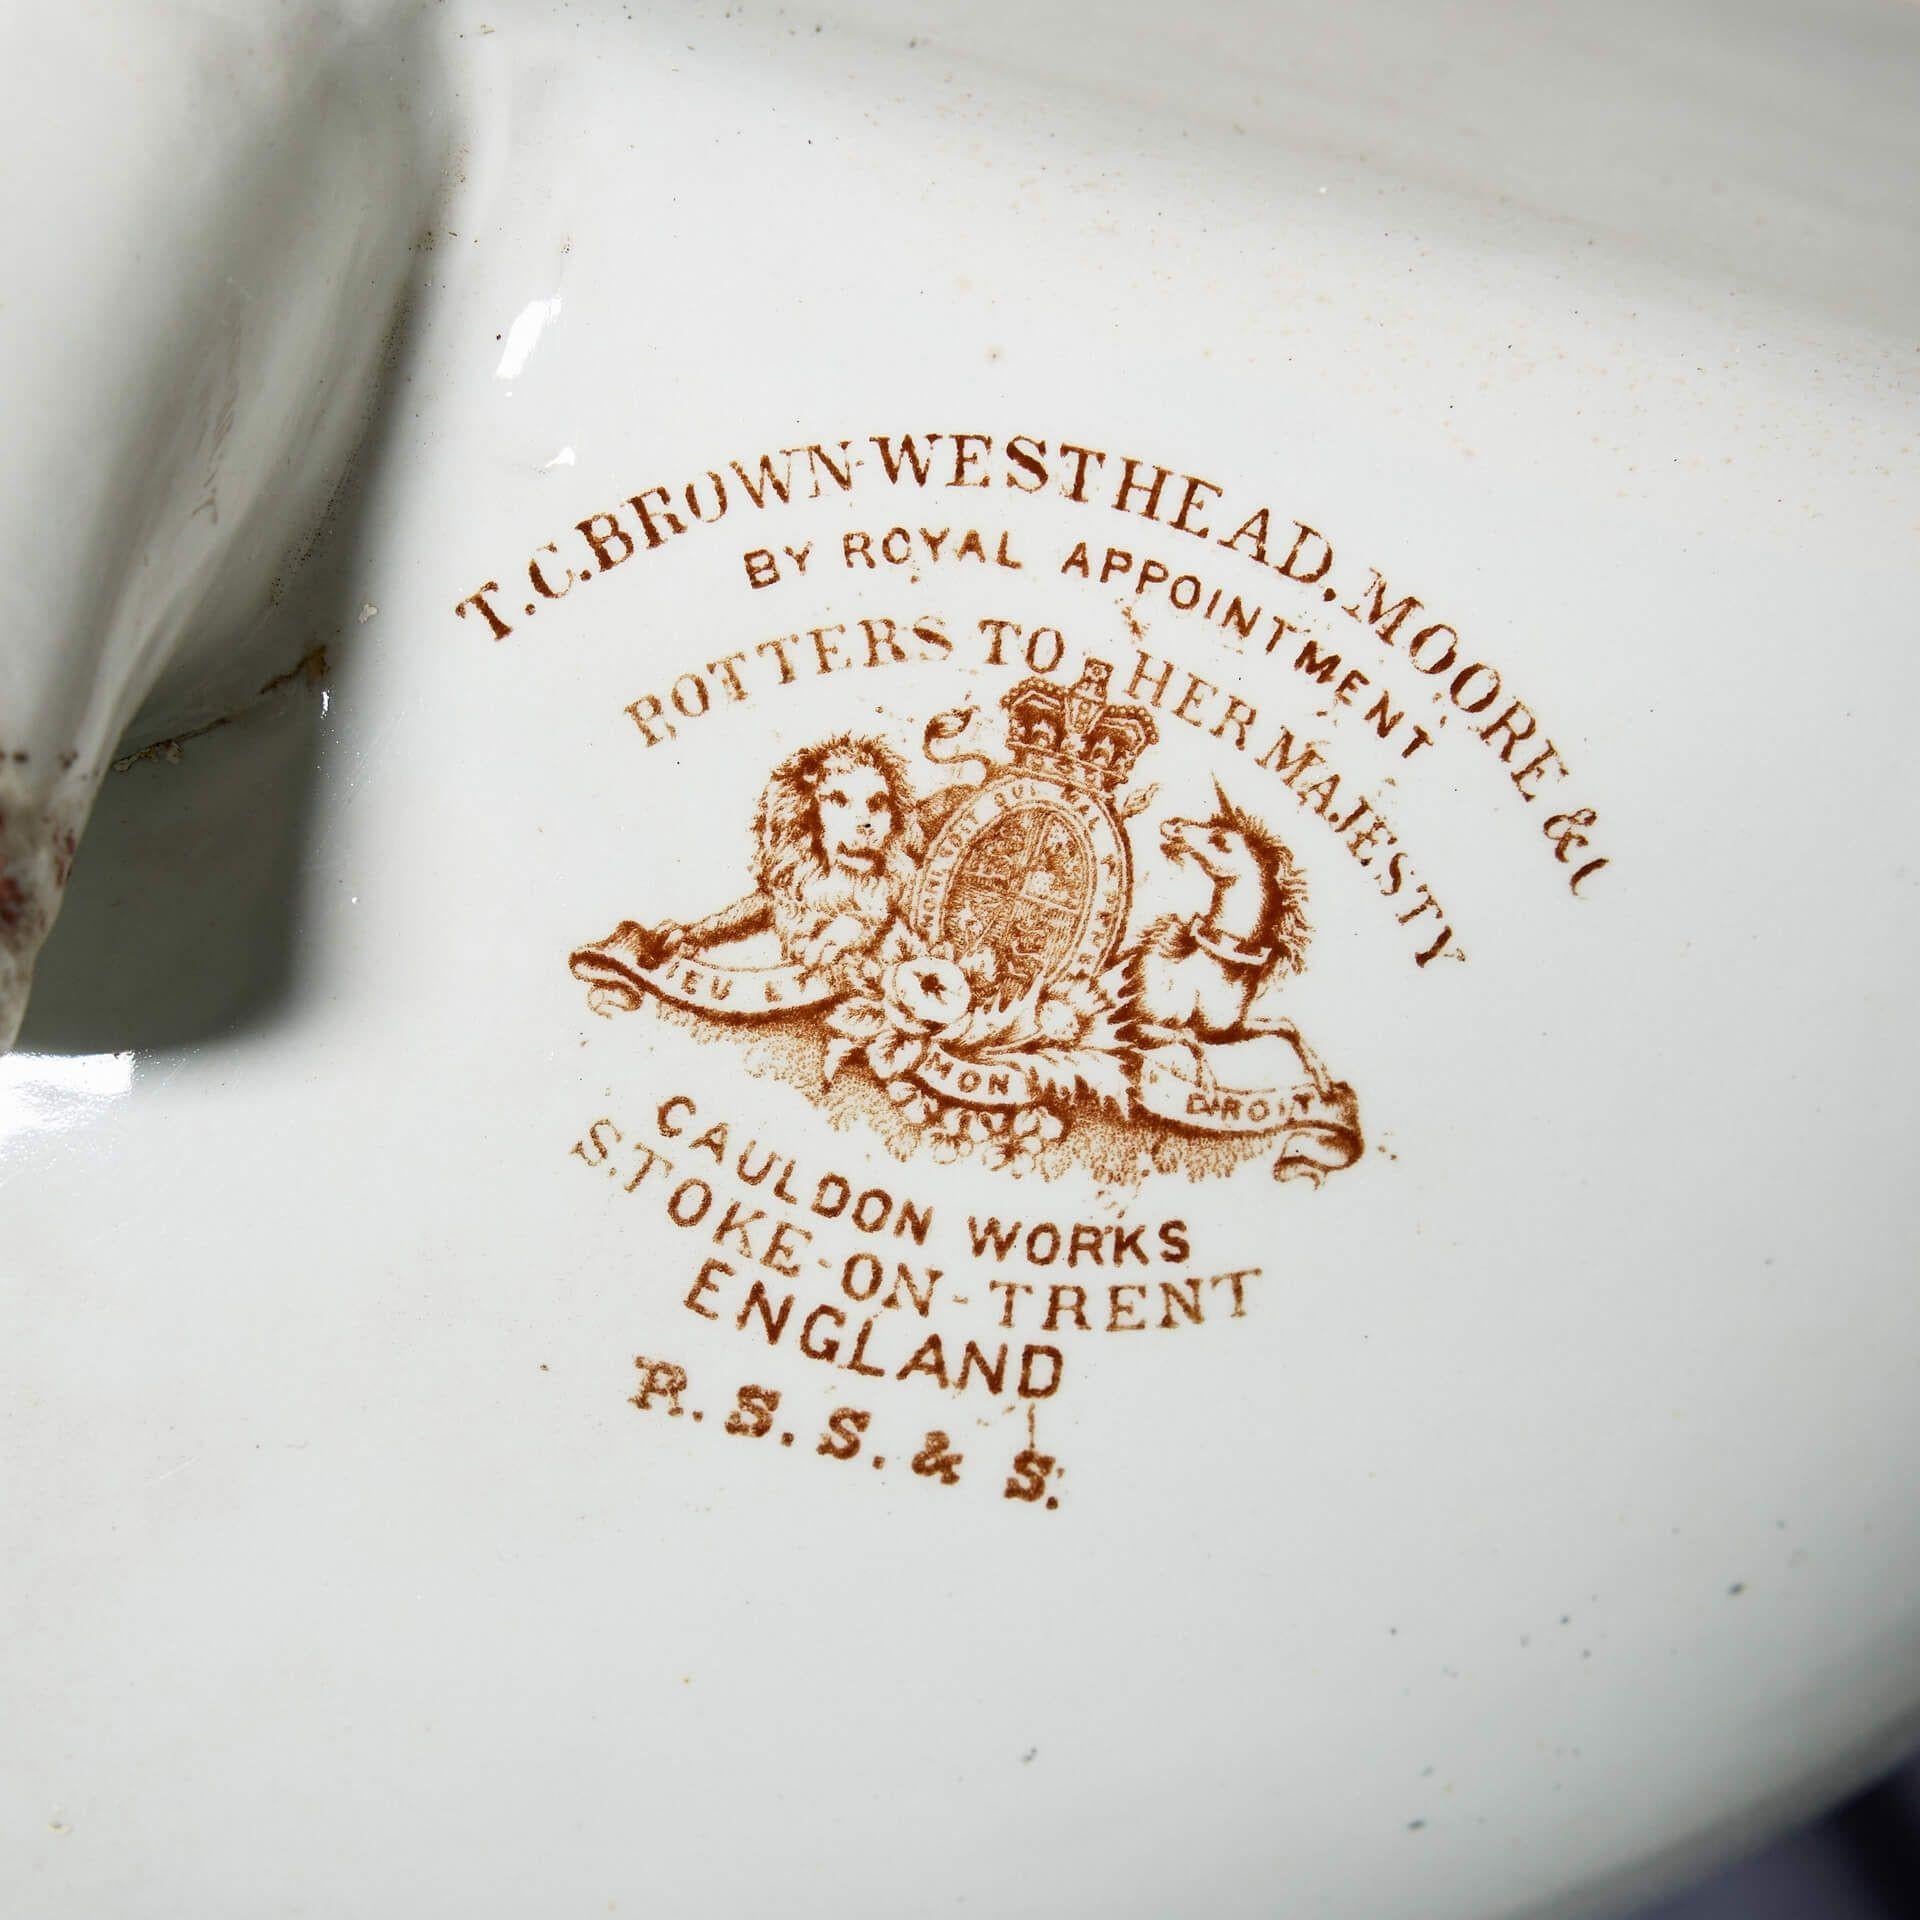 T.C.BROWN-WESTHEAD, MOORE &
BY ROYAL APPOINTMENT
POTTERS TO HER MAJESTY
MON
DROIT
CAULDON WORKS
STOKE-ON-TRENT
ENGLAND
R.S.S.& S.